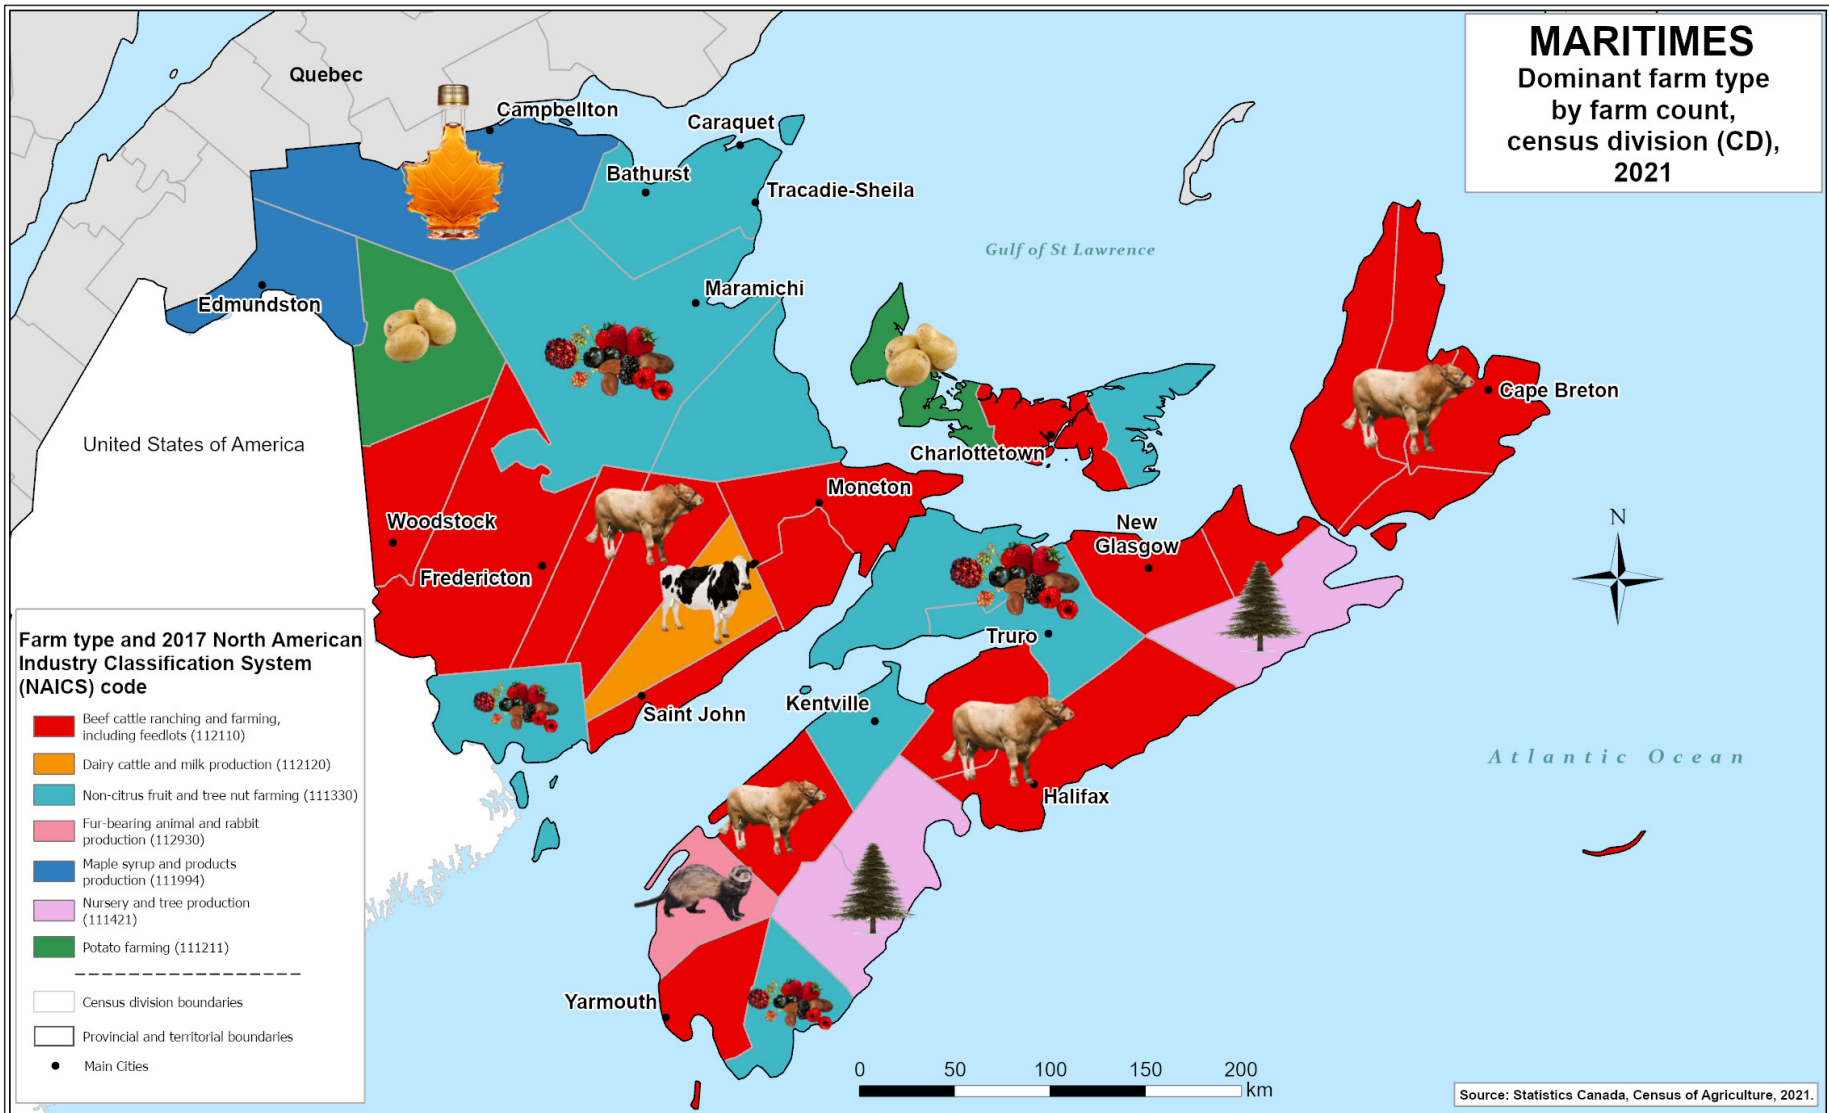 MARITIMES
Dominant farm type
by farm count,
census division (CD),
2021
Quebec
Campbellton
Caraquet
Bathurst
Tracadie-Sheila
Gulf of St Lawrence
Edmundston
Maramichi
United States of America
Cape Breton
Charlottetown
Moncton
Woodstock
New
Glasgow
N
Fredericton
Truro
Kentville
Saint John
Halifax
Atlantic Ocean
Yarmouth
Farm type and 2017 North American
Industry Classification System
(NAICS) code
Beef cattle ranching and farming,
including feedlots (112110)
Dairy cattle and milk production (112120)
Non-citrus fruit and tree nut farming (111330)
Fur-bearing animal and rabbit
production (112930)
Maple syrup and products
production (111994)
Nursery and tree production
(111421)
Potato farming (111211)
Census division boundaries
Provincial and territorial boundaries
Main Cities
0 50 100 150 200
km
Source: Statistics Canada, Census of Agriculture, 2021.